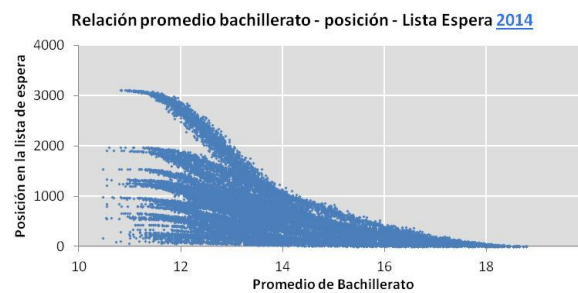 Relación promedio bachillerato - posición - Lista Espera 2014
4000
3000
2000
1000
0
Posición en la lista de espera
10 12 14 16 18
Promedio de Bachillerato